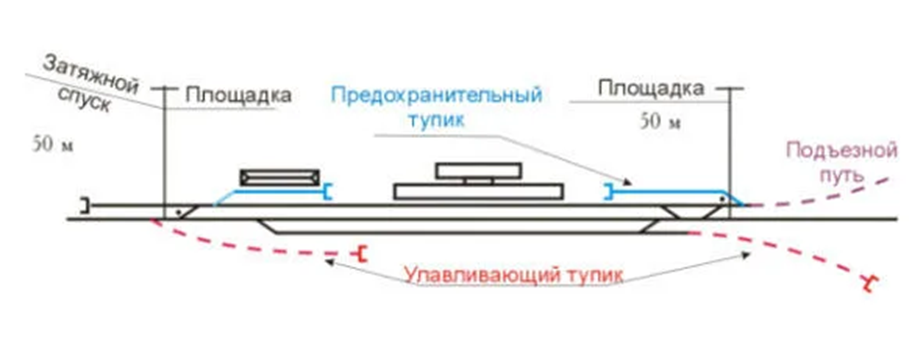 Затяжной
спуск
50 м
Площадка
Предохранительный
тупик
Площадка
50 м
Подъезной
путь
Улавливающий тупик